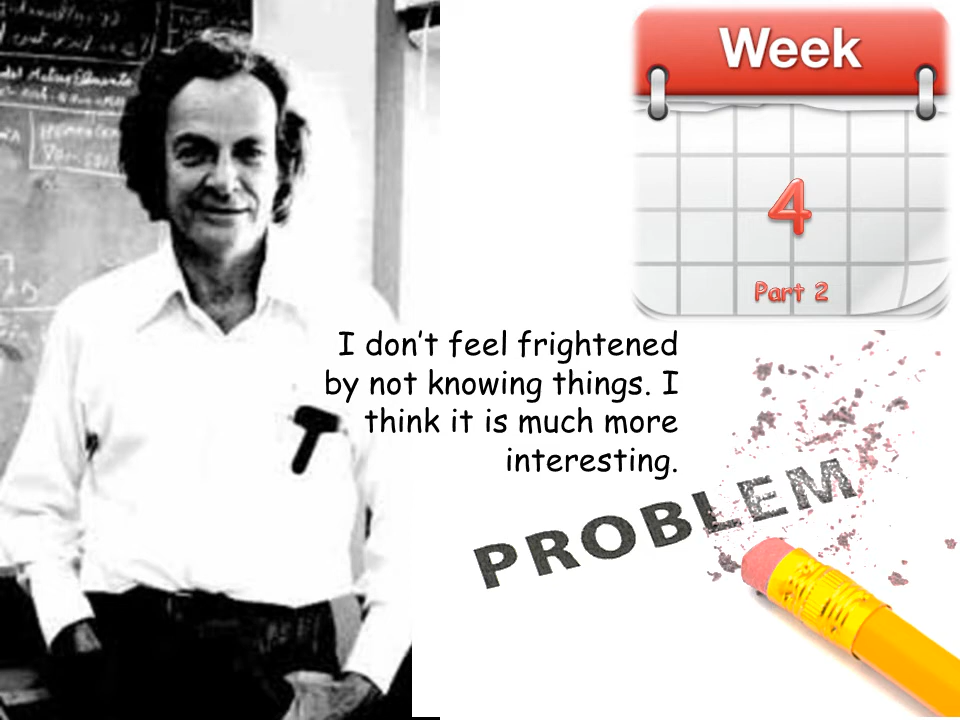 Week
4
Part 2
I don't feel frightened
by not knowing things. I
think it is much more
interesting.
PROBLEM